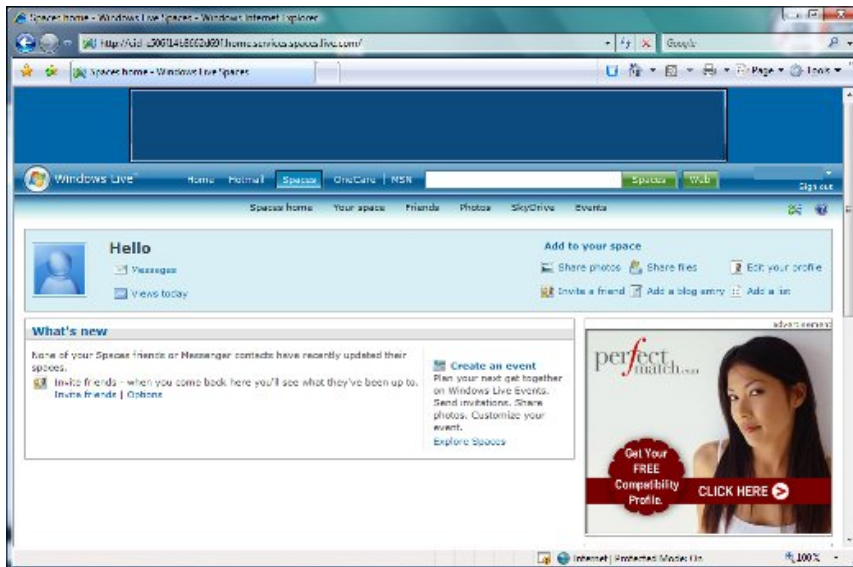 Spaces home - Windows Live Spaces - Windows Internet Explorer
Google
Spaces home - Windows Live Spaces
Page
Tools
Windows Live
Home Hotmail Spaces OneCare | MSN Spaces Web
Sign out
Spaces home Your space Friends Photos SkyDrive Events
Hello
Messages
Views today
Add to your space
Share photos Share files Edit your profile
Invite a friend Add a blog entry Add a list
What's new
None of your Spaces friends or Messenger contacts have recently updated their
spaces.
Invite friends - when you come back here you'll see what they've been up to.
Invite friends | Options
Create an event
Plan your next get together
on Windows Live Events.
Send invitations. Share
photos. Customize your
event.
Explore Spaces
advertisement
perfect
match.com
Get Your
FREE
Compatibility
Profile.
CLICK HERE
Internet | Protected Mode: On
100%